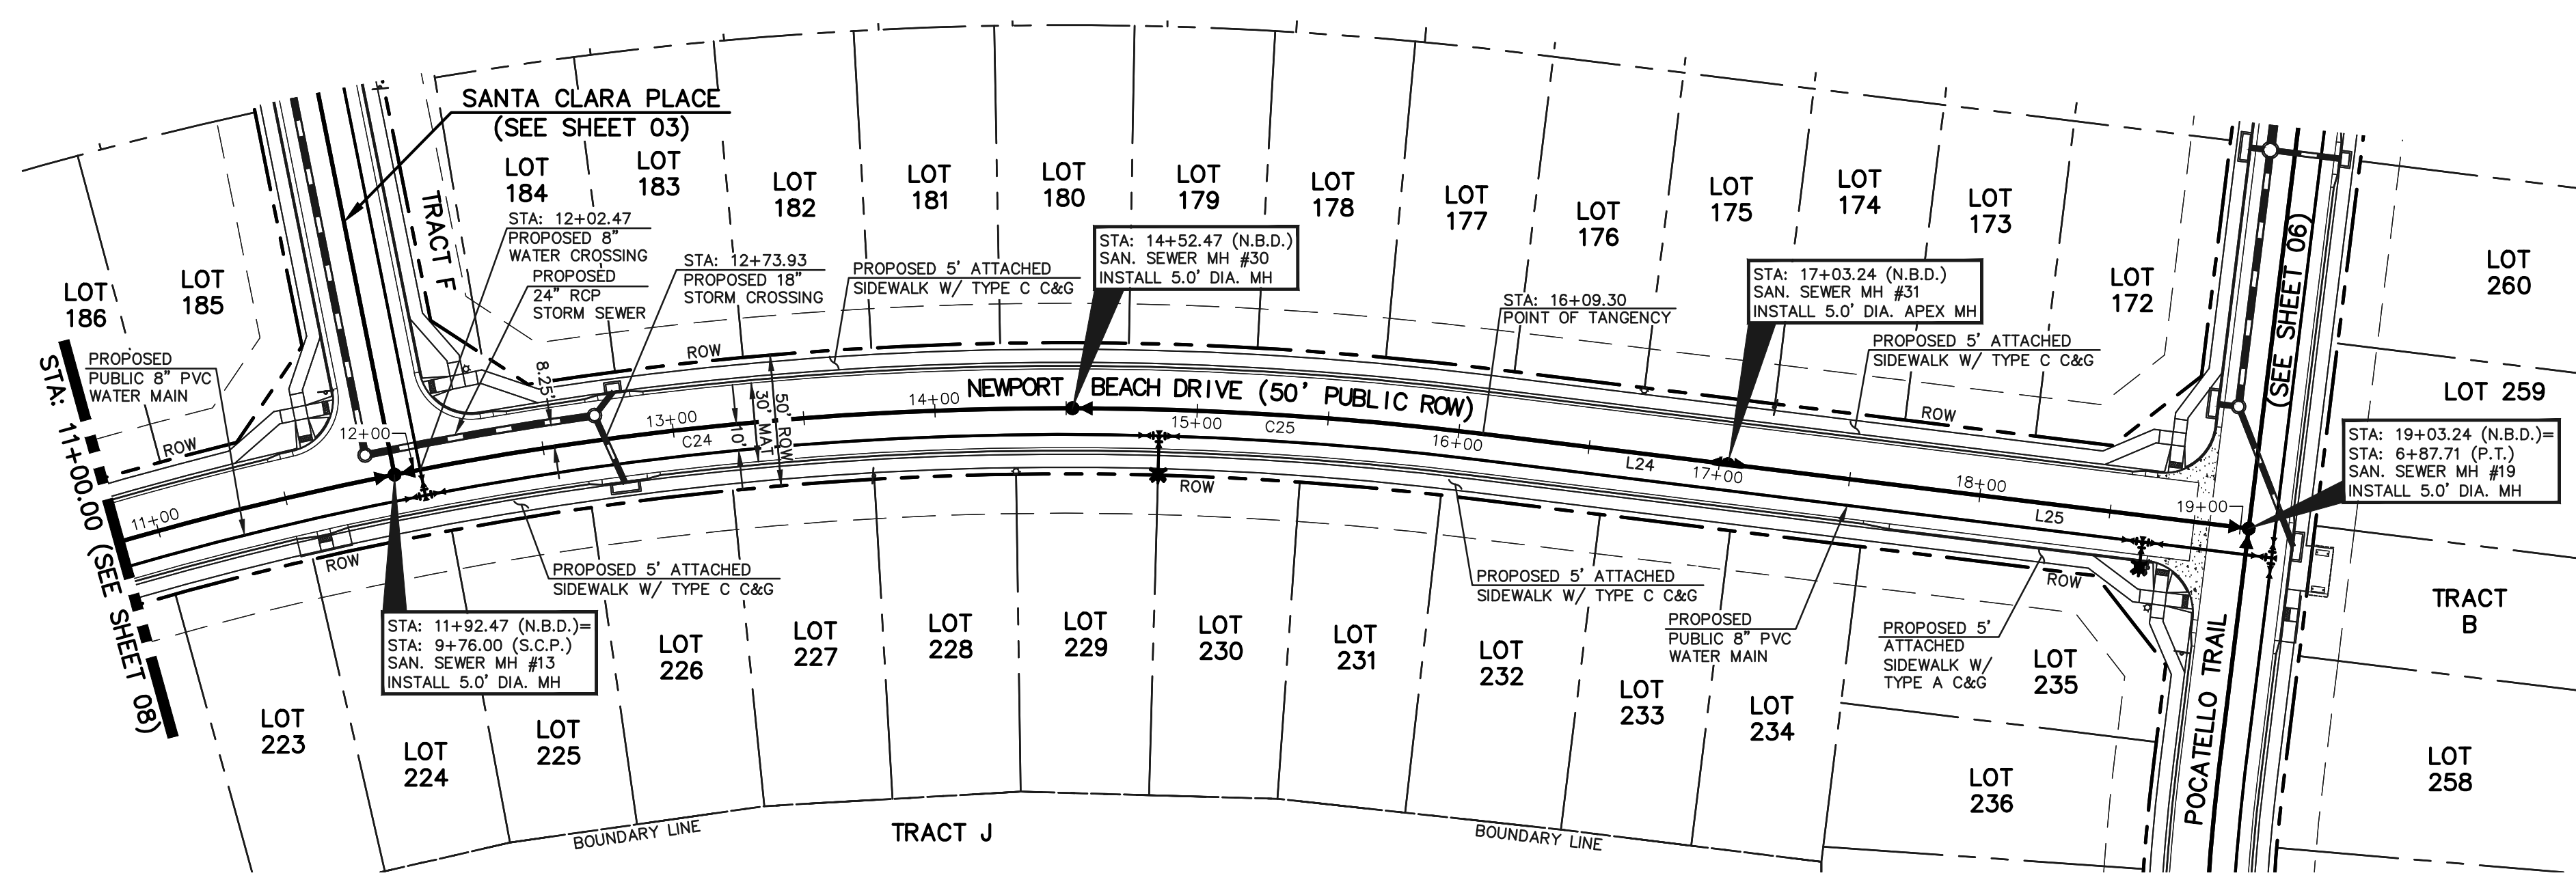 SANTA CLARA PLACE
(SEE SHEET 03)
TRACT F
LOT
186
LOT
185
LOT
184
LOT
183
LOT
182
LOT
181
LOT
180
LOT
179
LOT
178
LOT
177
LOT
176
LOT
175
LOT
174
LOT
173
LOT
172
LOT
260
LOT 259
STA: 12+02.47
PROPOSED 8"
WATER CROSSING
PROPOSED
24" RCP
STORM SEWER
STA: 12+73.93
PROPOSED 18"
STORM CROSSING
PROPOSED 5' ATTACHED
SIDEWALK W/ TYPE C C&G
STA: 14+52.47 (N.B.D.)
SAN. SEWER MH #30
INSTALL 5.0' DIA. MH
STA: 16+09.30
POINT OF TANGENCY
STA: 17+03.24 (N.B.D.)
SAN. SEWER MH #31
INSTALL 5.0' DIA. APEX MH
PROPOSED 5' ATTACHED
SIDEWALK W/ TYPE C C&G
(SEE SHEET 06)
STA: 19+03.24 (N.B.D.)=
STA: 6+87.71 (P.T.)
SAN. SEWER MH #19
INSTALL 5.0' DIA. MH
STA: 11+00.00 (SEE SHEET 08)
PROPOSED
PUBLIC 8" PVC
WATER MAIN
ROW
ROW
ROW
8.25'
NEWPORT BEACH DRIVE (50' PUBLIC ROW)
11+00
12+00
13+00
C24
10'
30' MAT
50' ROW
14+00
15+00
C25
16+00
L24
17+00
18+00
L25
19+00
ROW
ROW
ROW
PROPOSED 5' ATTACHED
SIDEWALK W/ TYPE C C&G
STA: 11+92.47 (N.B.D.)=
STA: 9+76.00 (S.C.P.)
SAN. SEWER MH #13
INSTALL 5.0' DIA. MH
PROPOSED 5' ATTACHED
SIDEWALK W/ TYPE C C&G
PROPOSED
PUBLIC 8" PVC
WATER MAIN
PROPOSED 5'
ATTACHED
SIDEWALK W/
TYPE A C&G
POCATELLO TRAIL
LOT
223
LOT
224
LOT
225
LOT
226
LOT
227
LOT
228
LOT
229
LOT
230
LOT
231
LOT
232
LOT
233
LOT
234
LOT
235
LOT
236
TRACT
B
LOT
258
BOUNDARY LINE
TRACT J
BOUNDARY LINE